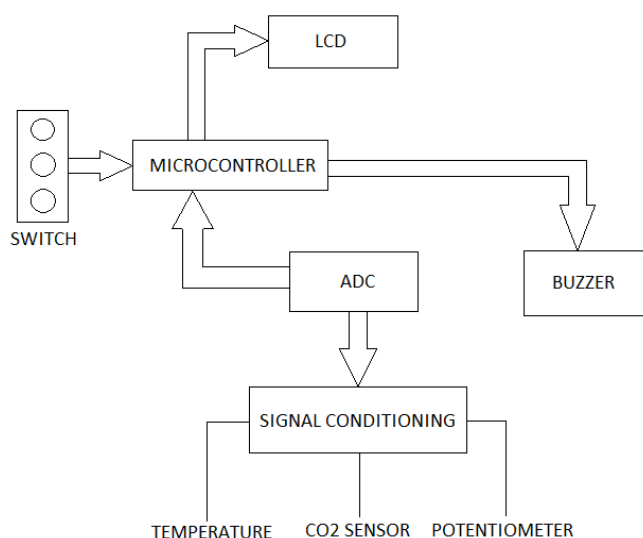 LCD
MICROCONTROLLER
SWITCH
ADC
BUZZER
SIGNAL CONDITIONING
TEMPERATURE
CO2 SENSOR
POTENTIOMETER